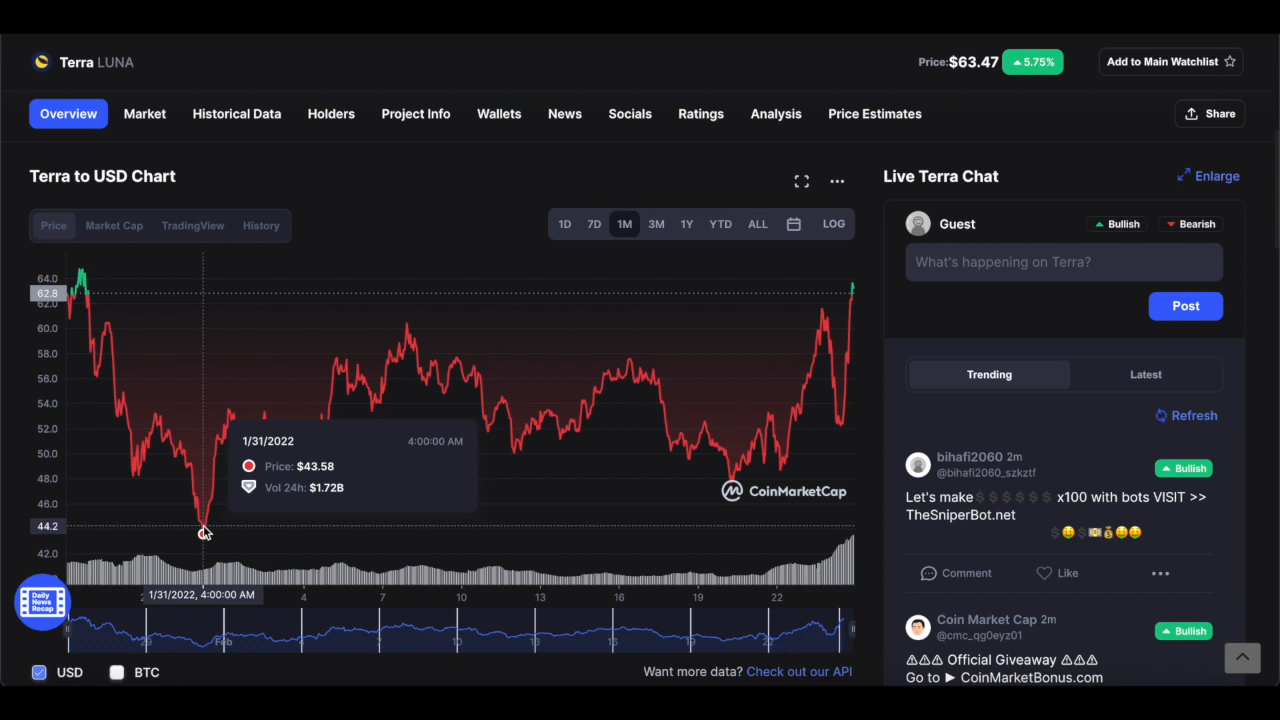 Terra LUNA
Price:$63.47 5.75%
Add to Main Watchlist
Overview Market Historical Data Holders Project Info Wallets News Socials Ratings Analysis Price Estimates
Share
Terra to USD Chart
Price Market Cap TradingView History
1D 7D 1M 3M 1Y YTD ALL LOG
64.0
62.8
62.0
60.0
58.0
56.0
54.0
52.0
50.0
48.0
46.0
44.2
42.0
1/31/2022 4:00:00 AM
Price: $43.58
Vol 24h: $1.72B
CoinMarketCap
1/31/2022, 4:00:00 AM
4 7 10 13 16 19 22
Daily
News
Recap
29 Feb 7 13 19
USD BTC
Want more data? Check out our API
Live Terra Chat
Enlarge
Guest
Bullish Bearish
What's happening on Terra?
Post
Trending Latest
Refresh
bihafi2060 2m
@bihafi2060_szkztf
Bullish
Let's make $ $ $ $ $ $ x100 with bots VISIT >>
TheSniperBot.net
Comment Like
Coin Market Cap 2m
@cmc_qg0eyz01
Bullish
Official Giveaway
Go to ► CoinMarketBonus.com